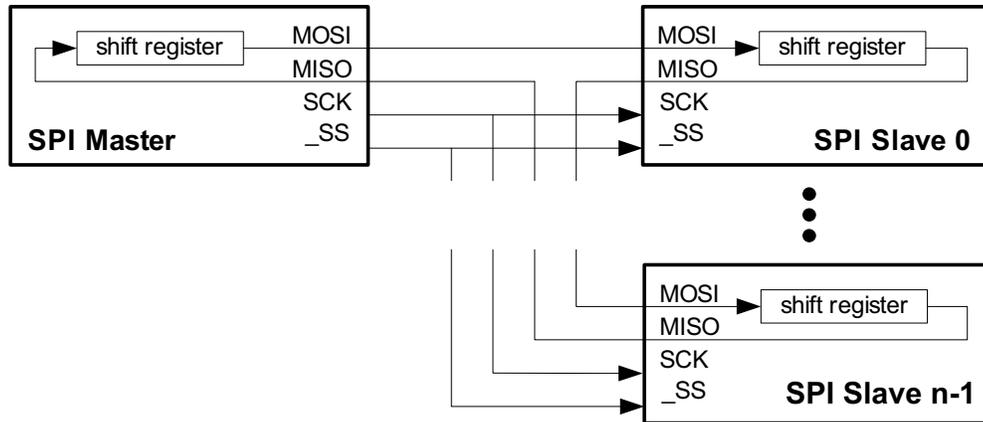 shift register
MOSI
MISO
SCK
_SS
SPI Master
MOSI
shift register
MISO
SCK
_SS
SPI Slave 0
MOSI
shift register
MISO
SCK
_SS
SPI Slave n-1